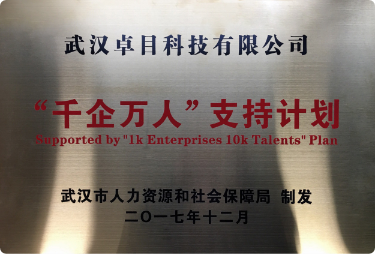 武汉卓目科技有限公司
“千企万人”支持计划
Supported by "1k Enterprises 10k Talents" Plan
武汉市人力资源和社会保障局 制发
二〇一七年十二月